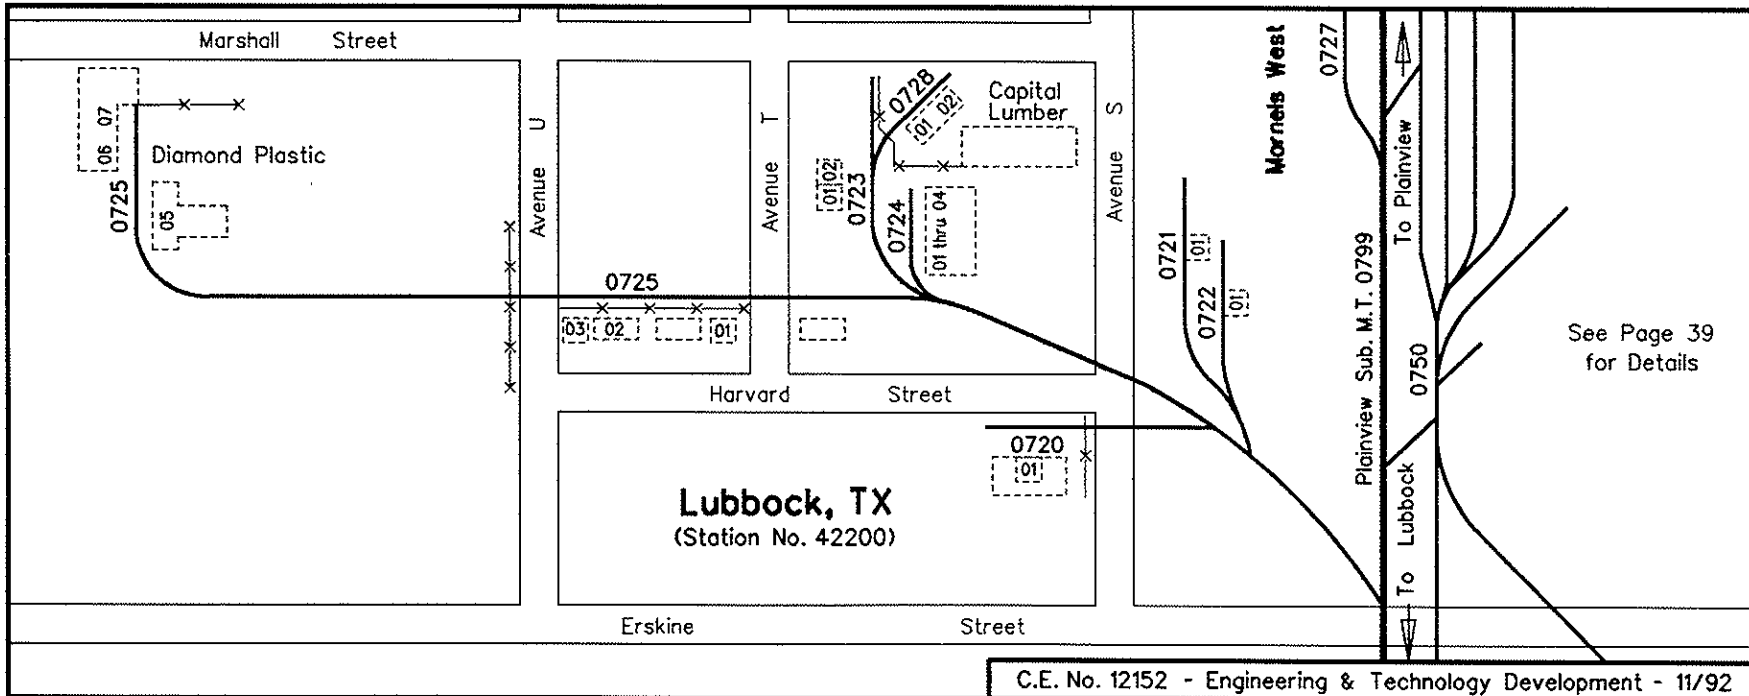 Marshall Street
07
06
Diamond Plastic
0725
05
Avenue U
0725
03
02
01
Avenue T
0728
01 02
Capital
Lumber
01 02
0723
0724
01 thru 04
Avenue S
Harvard Street
0720
01
0721
01
0722
01
Mornels West
0727
To Plainview
Plainview Sub. M.T. 0799
0750
To Lubbock
See Page 39
for Details
Lubbock, TX
(Station No. 42200)
Erskine Street
C.E. No. 12152 - Engineering & Technology Development - 11/92